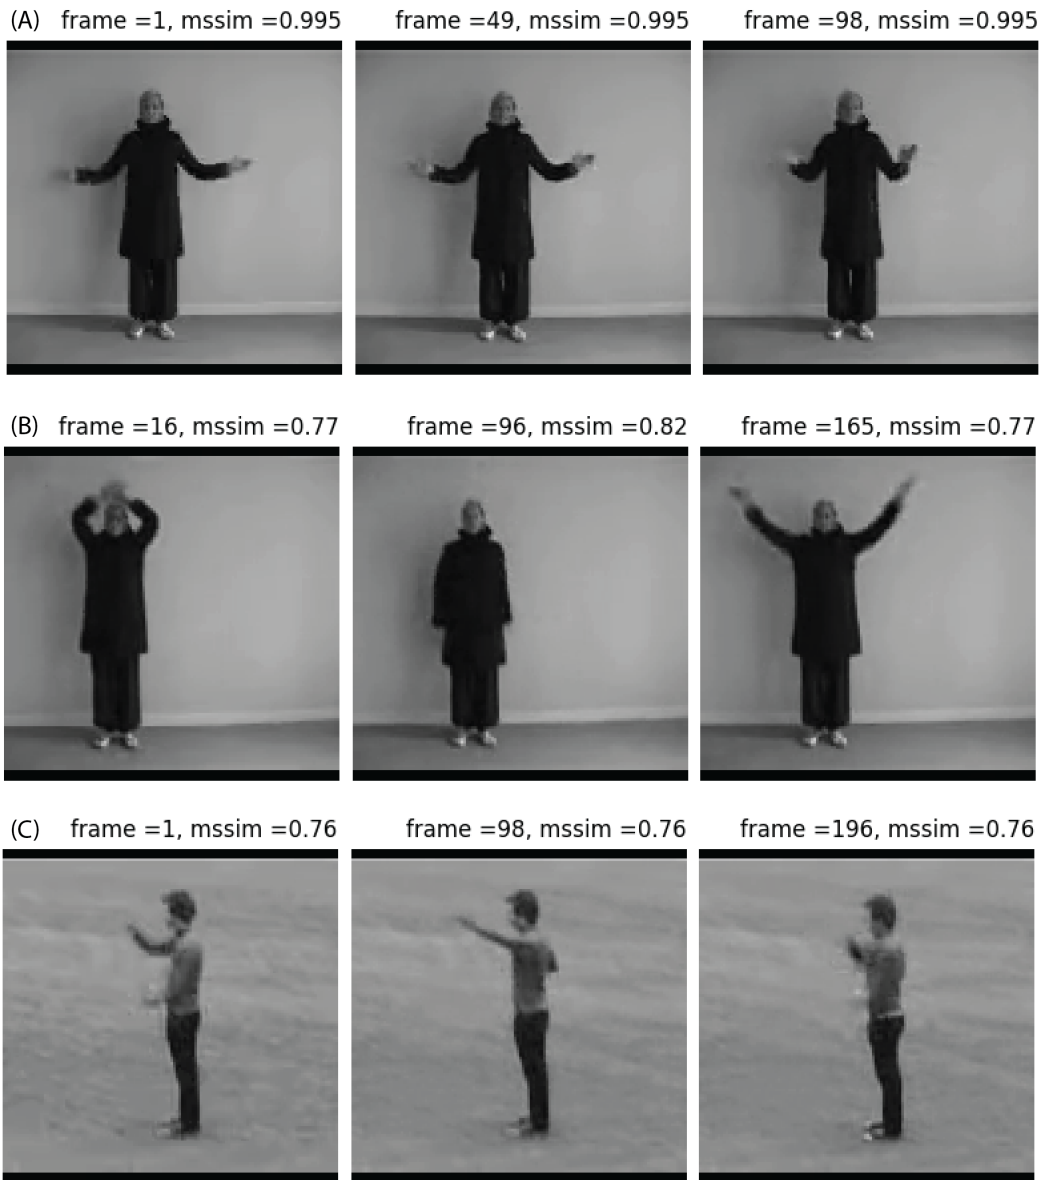 (A) frame =1, mssim =0.995 frame =49, mssim =0.995 frame =98, mssim =0.995
(B) frame =16, mssim =0.77 frame =96, mssim =0.82 frame =165, mssim =0.77
(C) frame =1, mssim =0.76 frame =98, mssim =0.76 frame =196, mssim =0.76